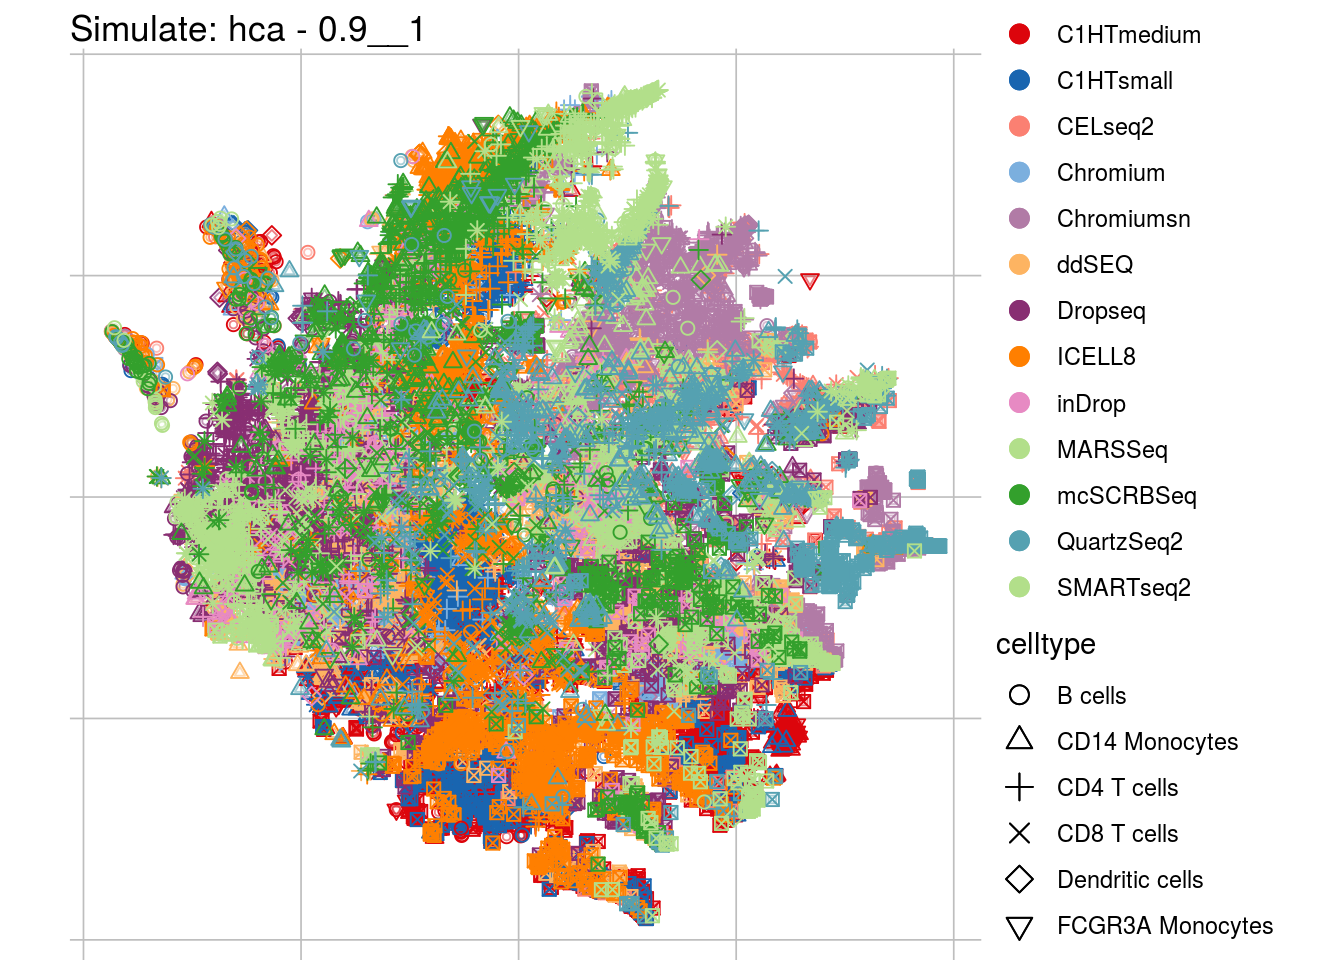 Simulate: hca - 0.9__1
C1HTmedium
C1HTsmall
CELseq2
Chromium
Chromiumsn
ddSEQ
Dropseq
ICELL8
inDrop
MARSSeq
mcSCRBSeq
QuartzSeq2
SMARTseq2
celltype
B cells
CD14 Monocytes
CD4 T cells
CD8 T cells
Dendritic cells
FCGR3A Monocytes